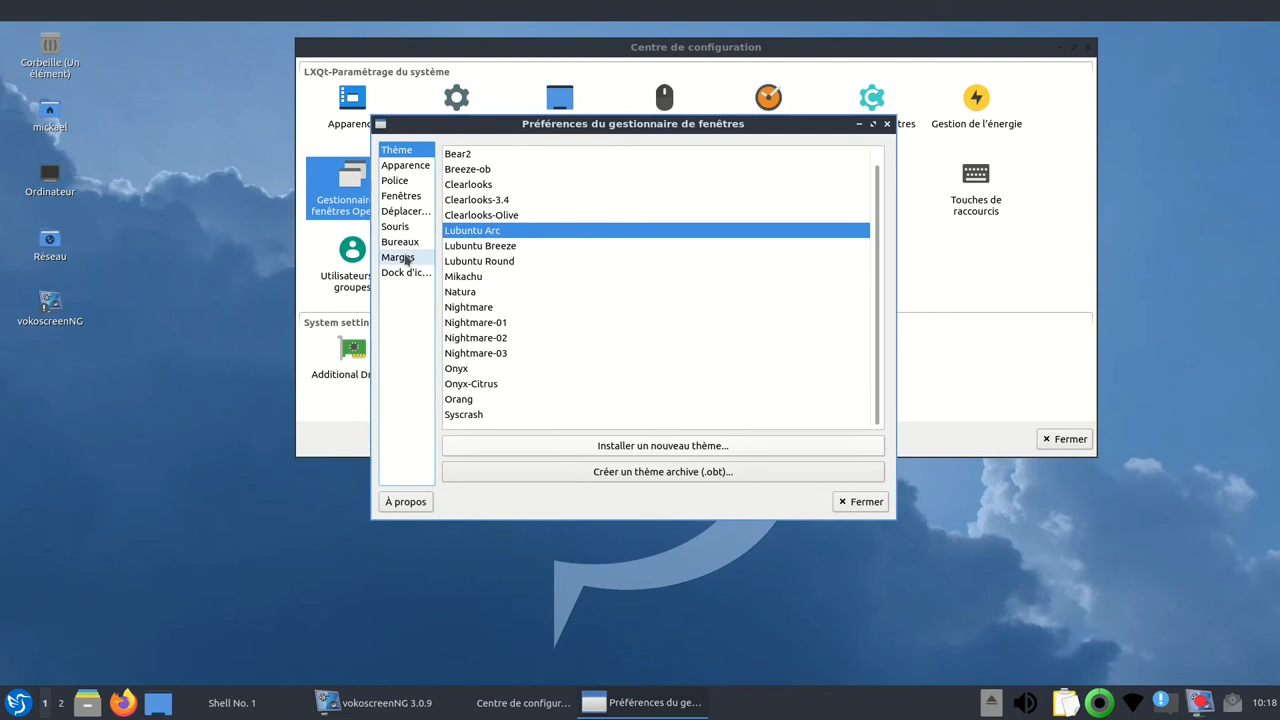 Corbeille (Un
élément)
mickael
Ordinateur
Réseau
vokoscreenNG
Centre de configuration
LXQt-Paramétrage du système
Apparenc
tres
Gestion de l'énergie
Gestionnair
fenêtres Ope
Touches de
raccourcis
Utilisateurs
groupes
System settin
Additional Dr
Fermer
Préférences du gestionnaire de fenêtres
Thème
Apparence
Police
Fenêtres
Déplacer...
Souris
Bureaux
Marges
Dock d'ic...
Bear2
Breeze-ob
Clearlooks
Clearlooks-3.4
Clearlooks-Olive
Lubuntu Arc
Lubuntu Breeze
Lubuntu Round
Mikachu
Natura
Nightmare
Nightmare-01
Nightmare-02
Nightmare-03
Onyx
Onyx-Citrus
Orang
Syscrash
Installer un nouveau thème...
Créer un thème archive (.obt)...
À propos
Fermer
1
2
Shell No. 1
vokoscreenNG 3.0.9
Centre de configur...
Préférences du ge...
10:18